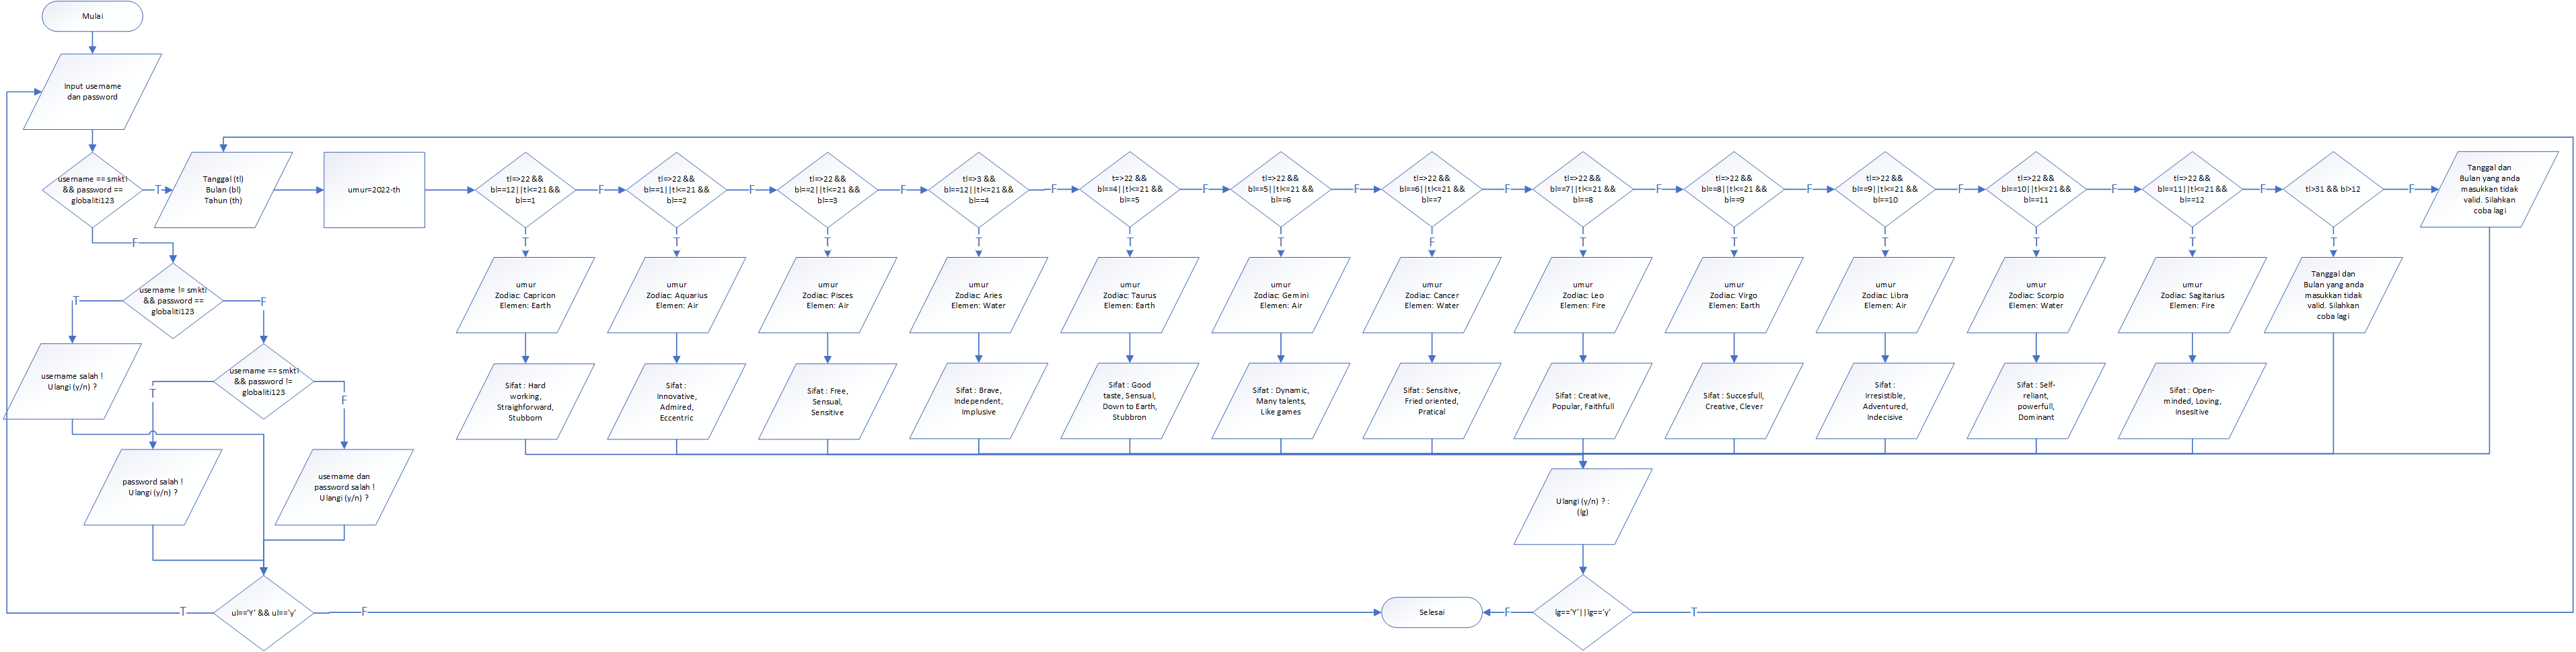 Mulai
Input username
dan password
username == smkti
&& password ==
globaliti123
T
Tanggal (tl)
Bulan (bl)
Tahun (th)
umur=2022-th
tl=>22 &&
bl==12||tl<=21 &&
bl==1
F
tl=>22 &&
bl==1||tl<=21 &&
bl==2
F
tl=>22 &&
bl==2||tl<=21 &&
bl==3
F
tl=>3 &&
bl==12||tl<=21 &&
bl==4
F
t=>22 &&
bl==4||tl<=21 &&
bl==5
F
tl=>22 &&
bl==5||tl<=21 &&
bl==6
F
tl=>22 &&
bl==6||tl<=21 &&
bl==7
F
tl=>22 &&
bl==7||tl<=21 &&
bl==8
F
tl=>22 &&
bl==8||tl<=21 &&
bl==9
F
tl=>22 &&
bl==9||tl<=21 &&
bl==10
F
tl=>22 &&
bl==10||tl<=21 &&
bl==11
F
tl=>22 &&
bl==11||tl<=21 &&
bl==12
F
tl>31 && bl>12
F
Tanggal dan
Bulan yang anda
masukkan tidak
valid. Silahkan
coba lagi
F
T
T
T
T
T
T
F
T
T
T
T
T
T
username != smkti
&& password ==
globaliti123
T
F
umur
Zodiac: Capricon
Elemen: Earth
umur
Zodiac: Aquarius
Elemen: Air
umur
Zodiac: Pisces
Elemen: Air
umur
Zodiac: Aries
Elemen: Water
umur
Zodiac: Taurus
Elemen: Earth
umur
Zodiac: Gemini
Elemen: Air
umur
Zodiac: Cancer
Elemen: Water
umur
Zodiac: Leo
Elemen: Fire
umur
Zodiac: Virgo
Elemen: Earth
umur
Zodiac: Libra
Elemen: Air
umur
Zodiac: Scorpio
Elemen: Water
umur
Zodiac: Sagitarius
Elemen: Fire
Tanggal dan
Bulan yang anda
masukkan tidak
valid. Silahkan
coba lagi
username salah !
Ulangi (y/n) ?
username == smkti
&& password !=
globaliti123
T
F
Sifat : Hard
working,
Straighforward,
Stubborn
Sifat :
Innovative,
Admired,
Eccentric
Sifat : Free,
Sensual,
Sensitive
Sifat : Brave,
Independent,
Implusive
Sifat : Good
taste, Sensual,
Down to Earth,
Stubbron
Sifat : Dynamic,
Many talents,
Like games
Sifat : Sensitive,
Fried oriented,
Pratical
Sifat : Creative,
Popular, Faithfull
Sifat : Succesfull,
Creative, Clever
Sifat :
Irresistible,
Adventured,
Indecisive
Sifat : Self-
reliant,
powerfull,
Dominant
Sifat : Open-
minded, Loving,
Insesitive
password salah !
Ulangi (y/n) ?
username dan
password salah !
Ulangi (y/n) ?
Ulangi (y/n) ? :
(lg)
T
ul=='Y' && ul=='y'
F
Selesai
F
lg=='Y'||lg=='y'
T